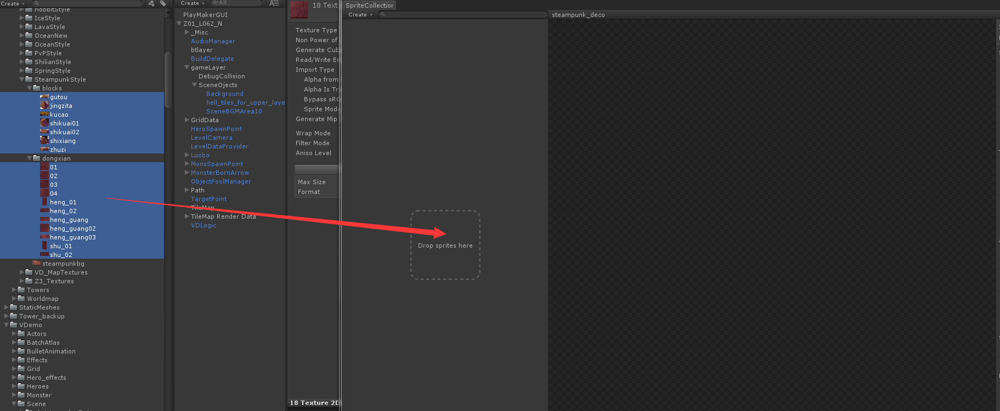 Create
HobbitStyle
IceStyle
LavaStyle
OceanNew
OceanStyle
PvPStyle
ShilianStyle
SpringStyle
SteampunkStyle
blocks
gutou
jingzita
kucao
shikuai01
shikuai02
shixiang
zhuzi
dongxian
01
02
03
04
heng_01
heng_02
heng_guang
heng_guang02
heng_guang03
shu_01
shu_02
steampunkbg
VD_MapTextures
Z3_Textures
Towers
Worldmap
StaticMeshes
Tower_backup
VDemo
Actors
BatchAtlas
BulletAnimation
Effects
Grid
Hero_effects
Heroes
Monster
Scene
Create
All
PlayMakerGUI
Z01_L062_N
_Misc
AudioManager
btlayer
BuildDelegate
gameLayer
DebugCollision
SceneOjects
Background
hell_tiles_for_upper_laye
SceneBGMArea10
GridData
HeroSpawnPoint
LevelCamera
LevelDataProvider
Luobo
MonsSpawnPoint
MonsterBornArrow
ObjectPoolManager
Path
TargetPoint
TileMap
TileMap Render Data
VDLogic
18 Text
Texture Type
Non Power of
Generate Cub
Read/Write En
Import Type
Alpha from
Alpha Is Tr
Bypass sRG
Sprite Mode
Generate Mip
Wrap Mode
Filter Mode
Aniso Level
Max Size
Format
18 Texture 2D
SpriteCollection
Create
steampunk_deco
Drop sprites here